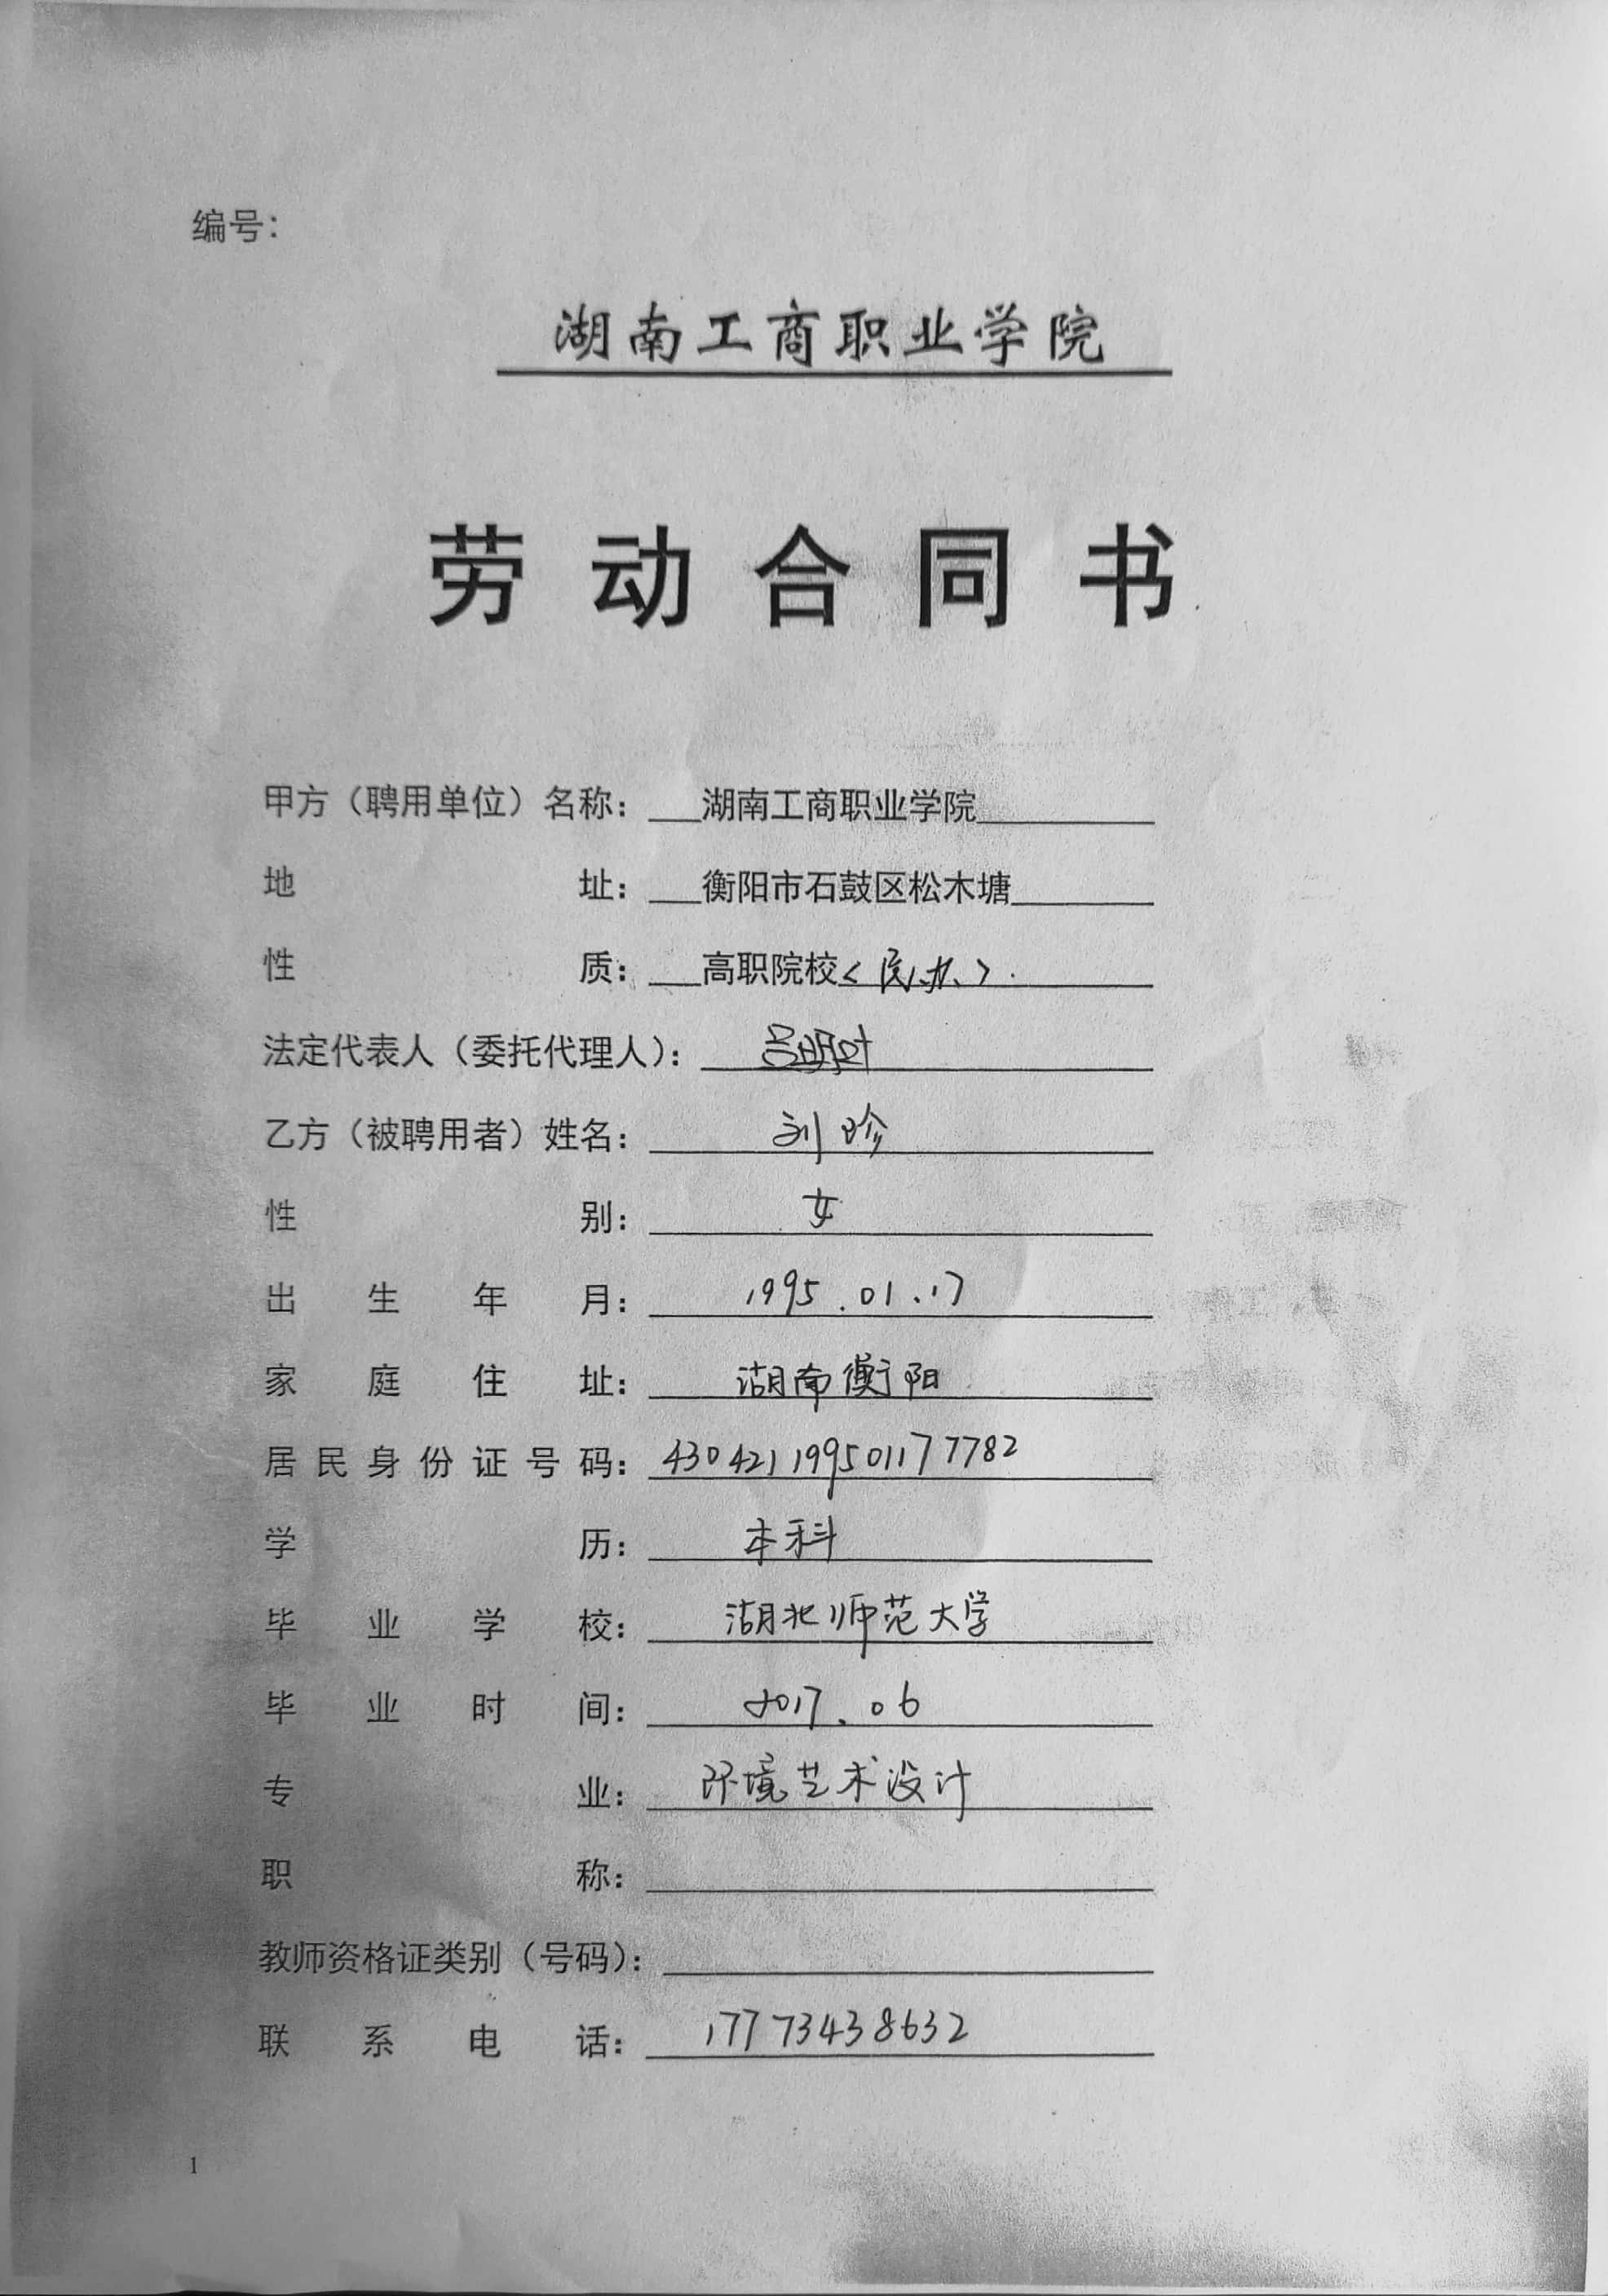 编号：
湖南工商职业学院
劳动合同书
甲方（聘用单位）名称： 湖南工商职业学院
地址： 衡阳市石鼓区松木塘
性质： 高职院校<民办>.
法定代表人（委托代理人）： 吕明叶
乙方（被聘用者）姓名： 刘珍
性别： 女
出生年月： 1995.01.17
家庭住址： 湖南衡阳
居民身份证号码： 430421199501177782
学历： 本科
毕业学校： 湖北师范大学
毕业时间： 2017.06
专业： 环境艺术设计
职称：
教师资格证类别（号码）：
联系电话： 17773438632
1